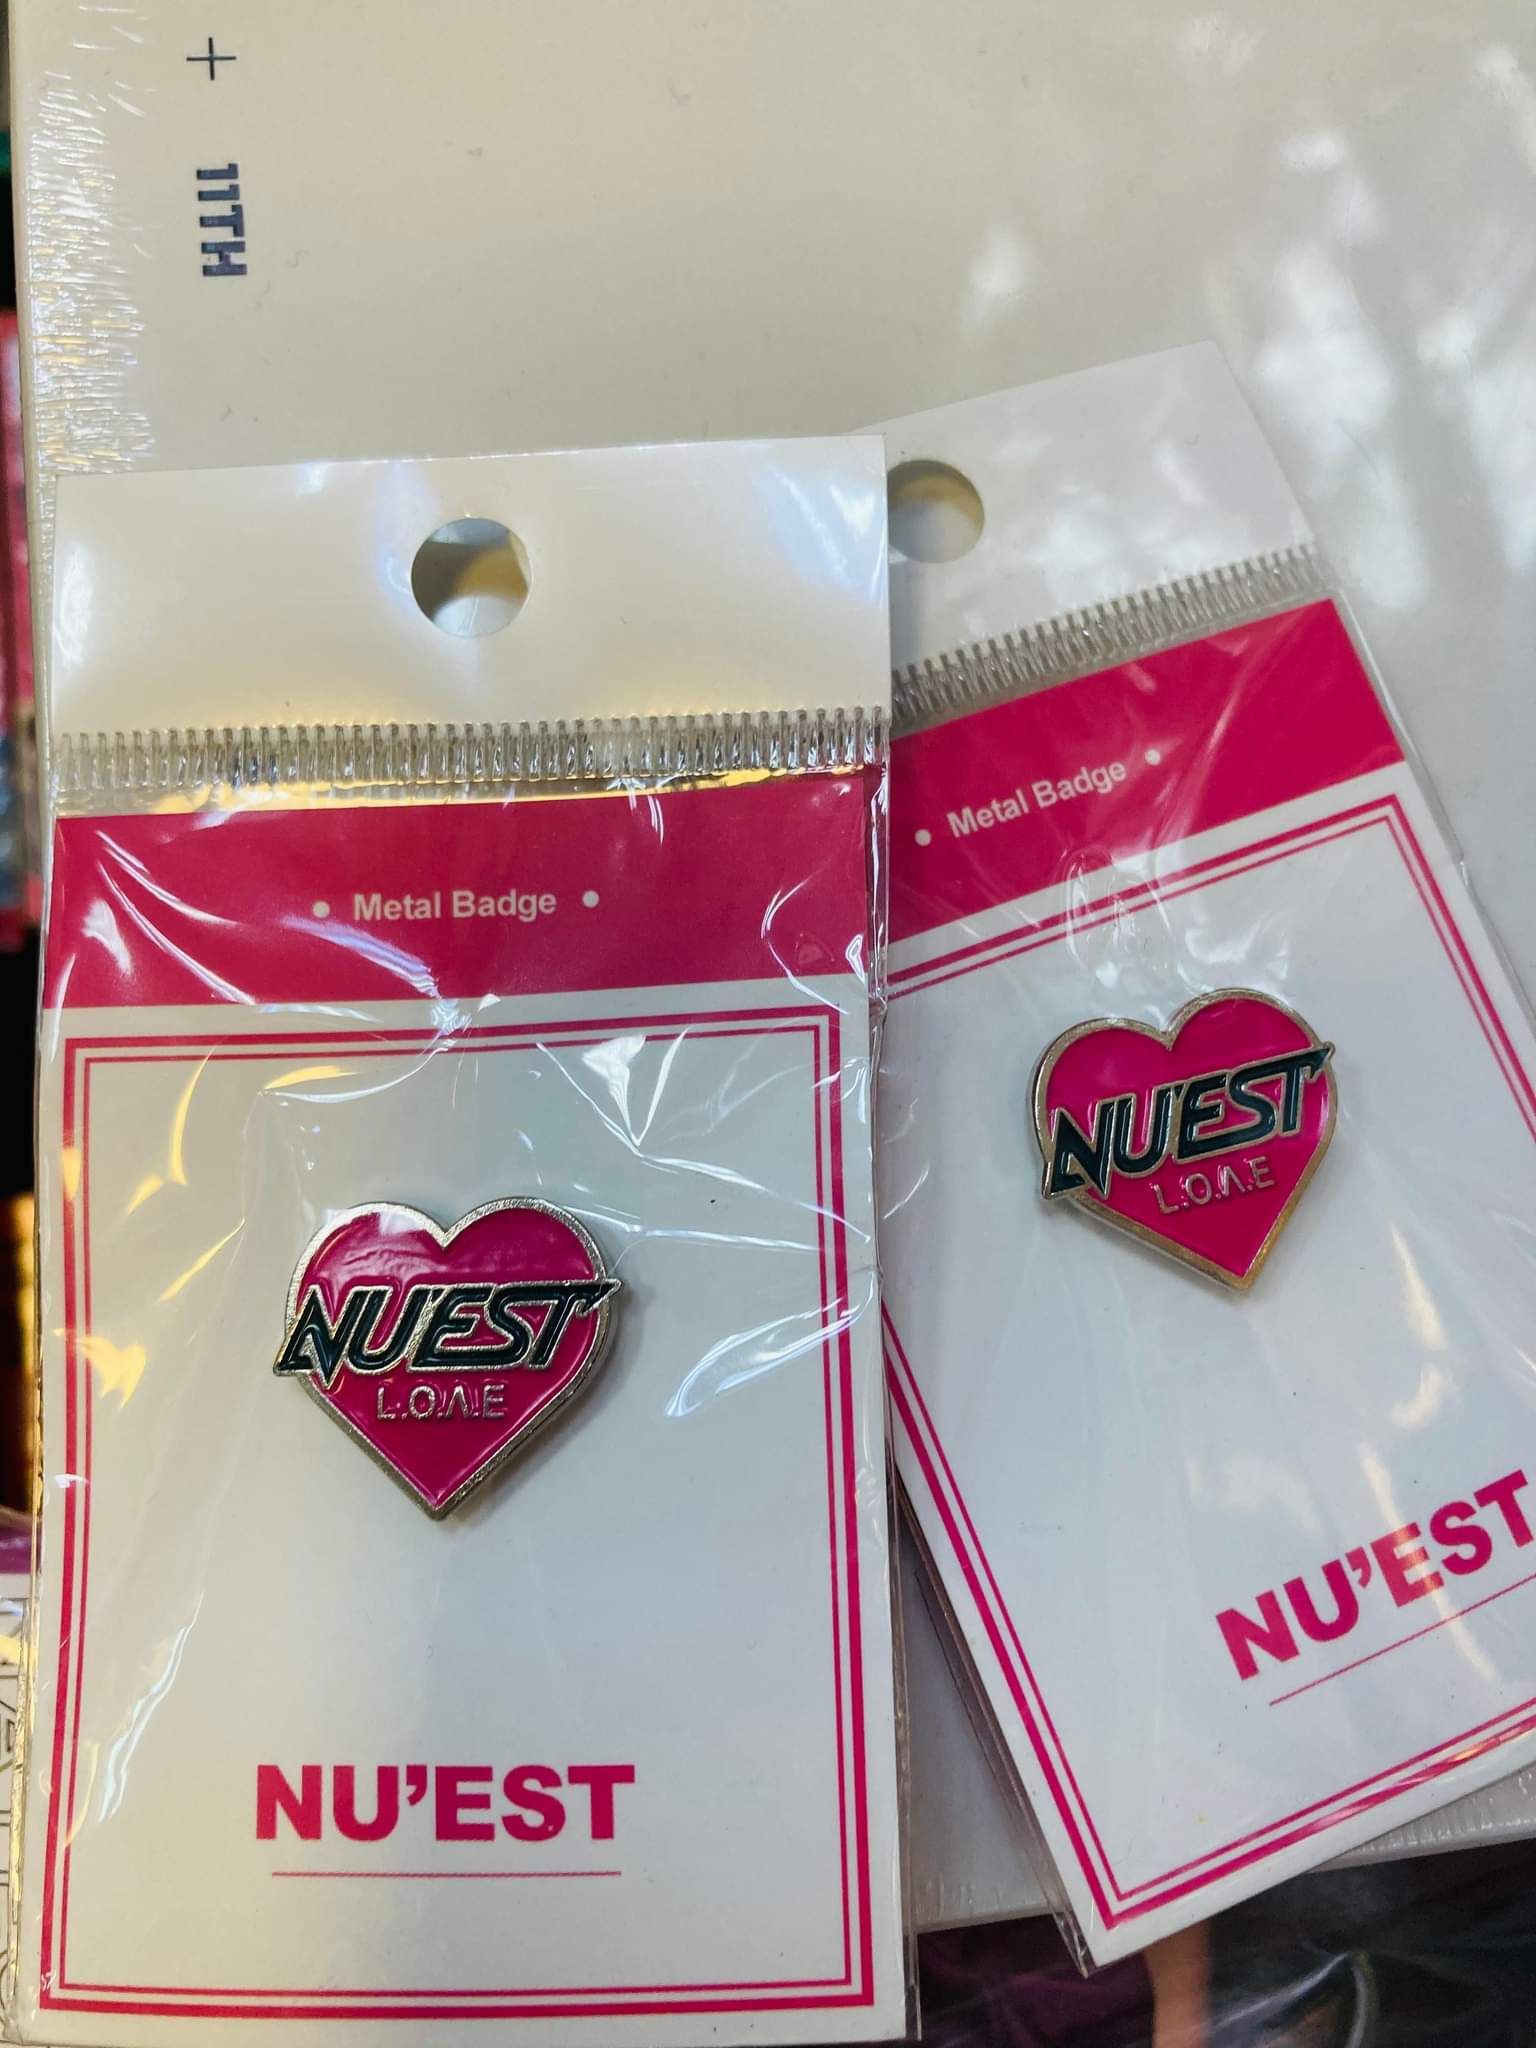 + 11TH
• Metal Badge •
NU'EST
L.O.Λ.E
NU'EST
• Metal Badge •
NU'EST
L.O.Λ.E
NU'EST